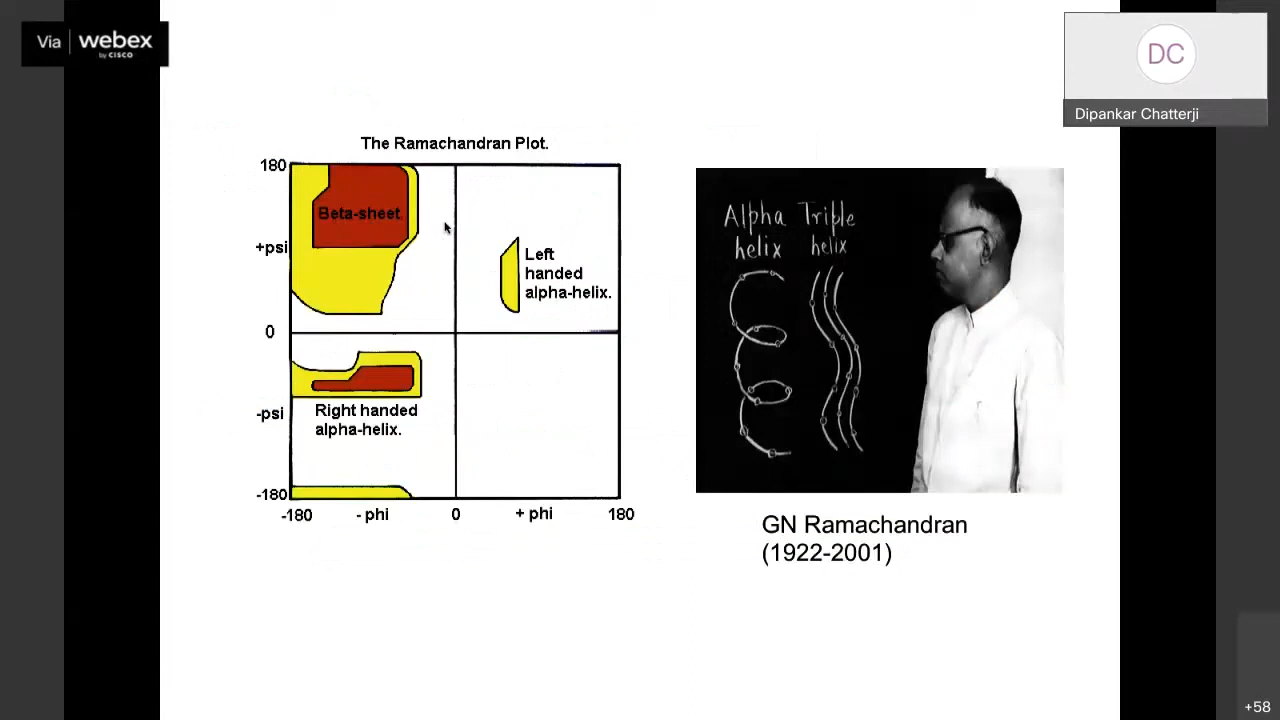 Via webex
by CISCO
DC
Dipankar Chatterji
The Ramachandran Plot.
180
Beta-sheet
+psi
Left
handed
alpha-helix.
0
-psi
Right handed
alpha-helix.
-180
-180
- phi
0
+ phi
180
Alpha Triple
helix helix
GN Ramachandran
(1922-2001)
+58